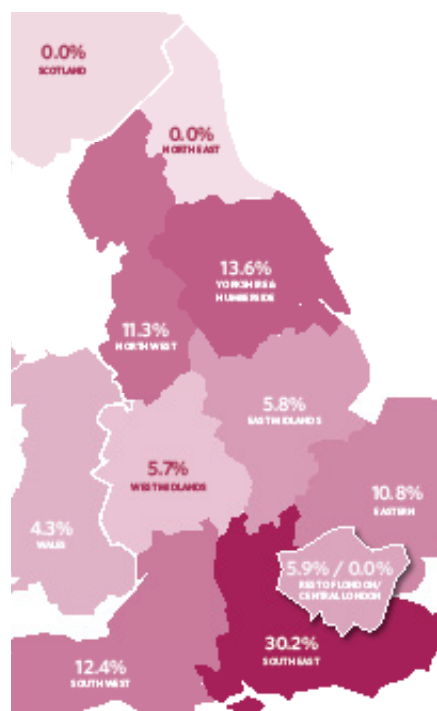 0.0%
SCOTLAND
0.0%
NORTH EAST
13.6%
YORKSHIRE &
HUMBERSIDE
11.3%
NORTH WEST
5.8%
EAST MIDLANDS
5.7%
WEST MIDLANDS
10.8%
EASTERN
4.3%
WALES
5.9% / 0.0%
REST OF LONDON/
CENTRAL LONDON
30.2%
SOUTH EAST
12.4%
SOUTH WEST